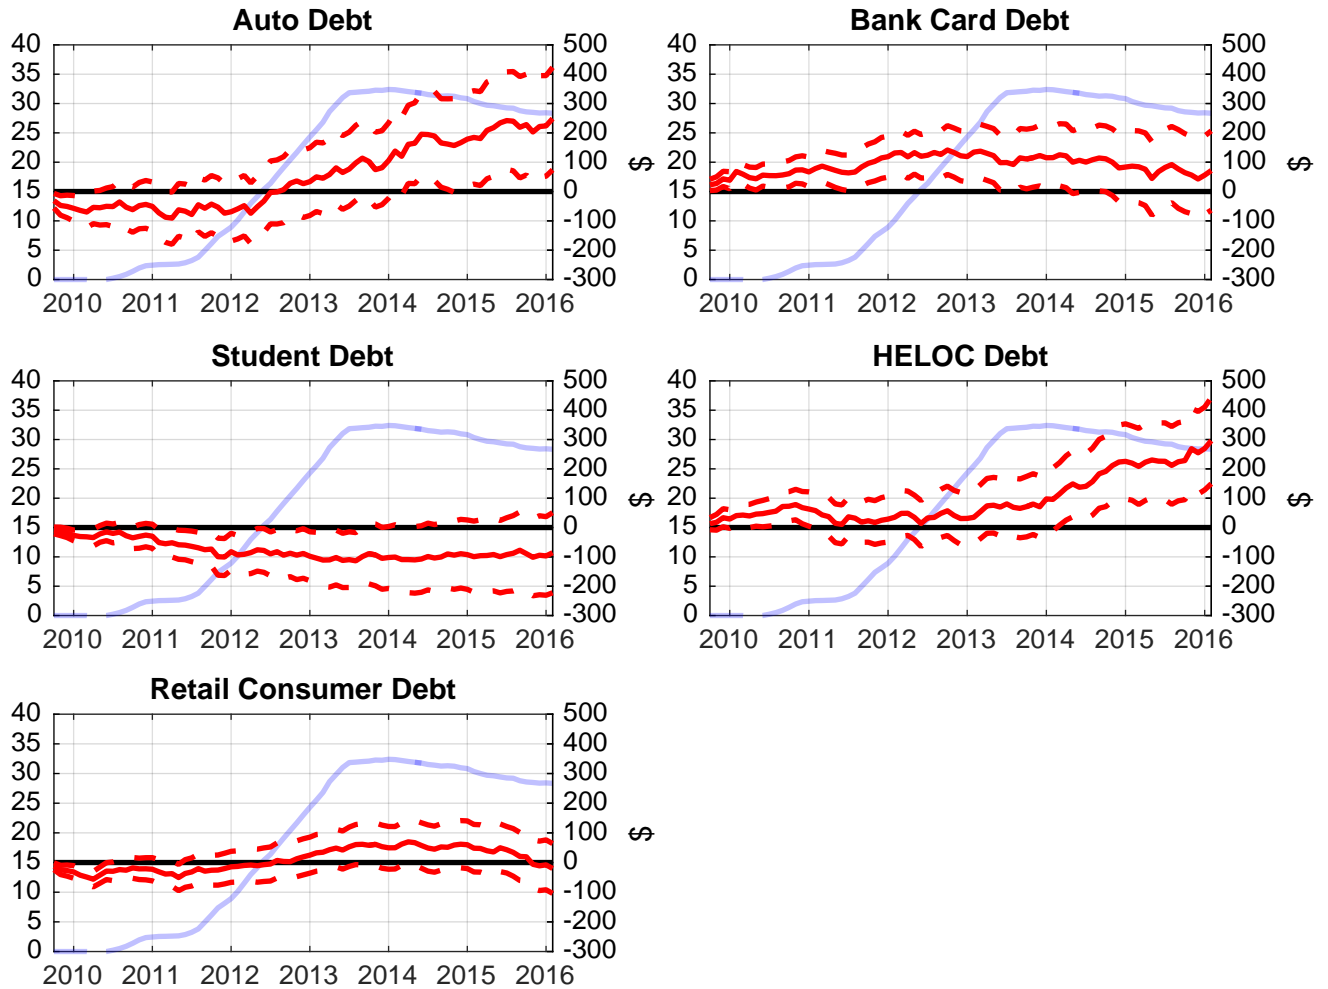 Auto Debt
Bank Card Debt
40 500 40 500
35 400 35 400
30 300 30 300
25 200 25 200
20 100 20 100
$ $
15 0 15 0
10 -100 10 -100
5 -200 5 -200
0 -300 0 -300
2010 2011 2012 2013 2014 2015 2016 2010 2011 2012 2013 2014 2015 2016
Student Debt
HELOC Debt
40 500 40 500
35 400 35 400
30 300 30 300
25 200 25 200
20 100 20 100
$ $
15 0 15 0
10 -100 10 -100
5 -200 5 -200
0 -300 0 -300
2010 2011 2012 2013 2014 2015 2016 2010 2011 2012 2013 2014 2015 2016
Retail Consumer Debt
40 500
35 400
30 300
25 200
20 100
$
15 0
10 -100
5 -200
0 -300
2010 2011 2012 2013 2014 2015 2016